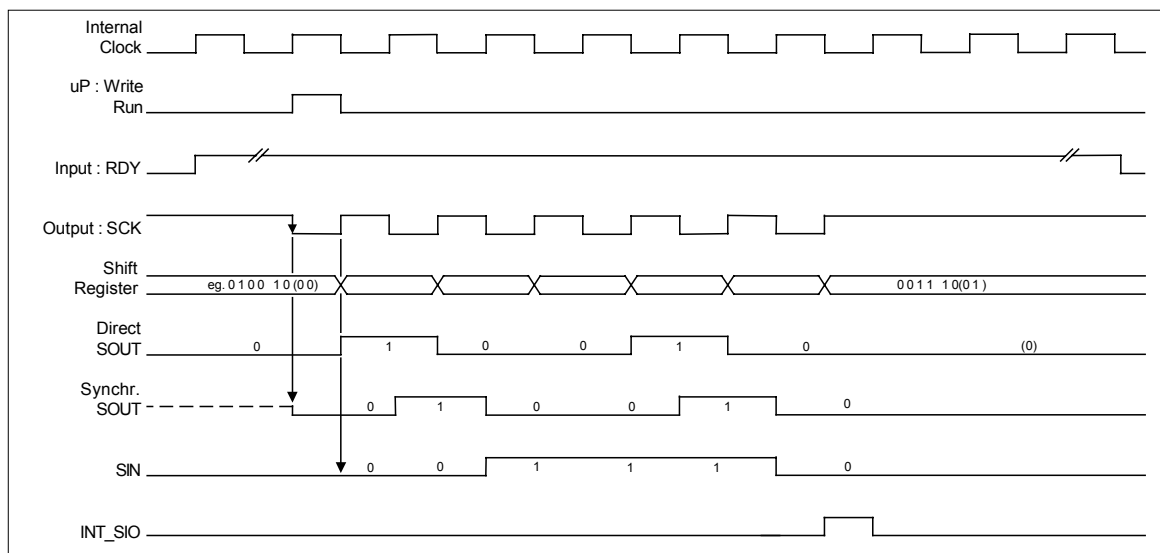 Internal
Clock
uP : Write
Run
Input : RDY
Output : SCK
Shift
Register
eg. 0 1 0 0 1 0 (0 0)
0 0 1 1 1 0(0 1)
Direct
SOUT
0 1 0 0 1 0 (0)
Synchr.
SOUT
0 1 0 0 1 0
SIN
0 0 1 1 1 0
INT_SIO